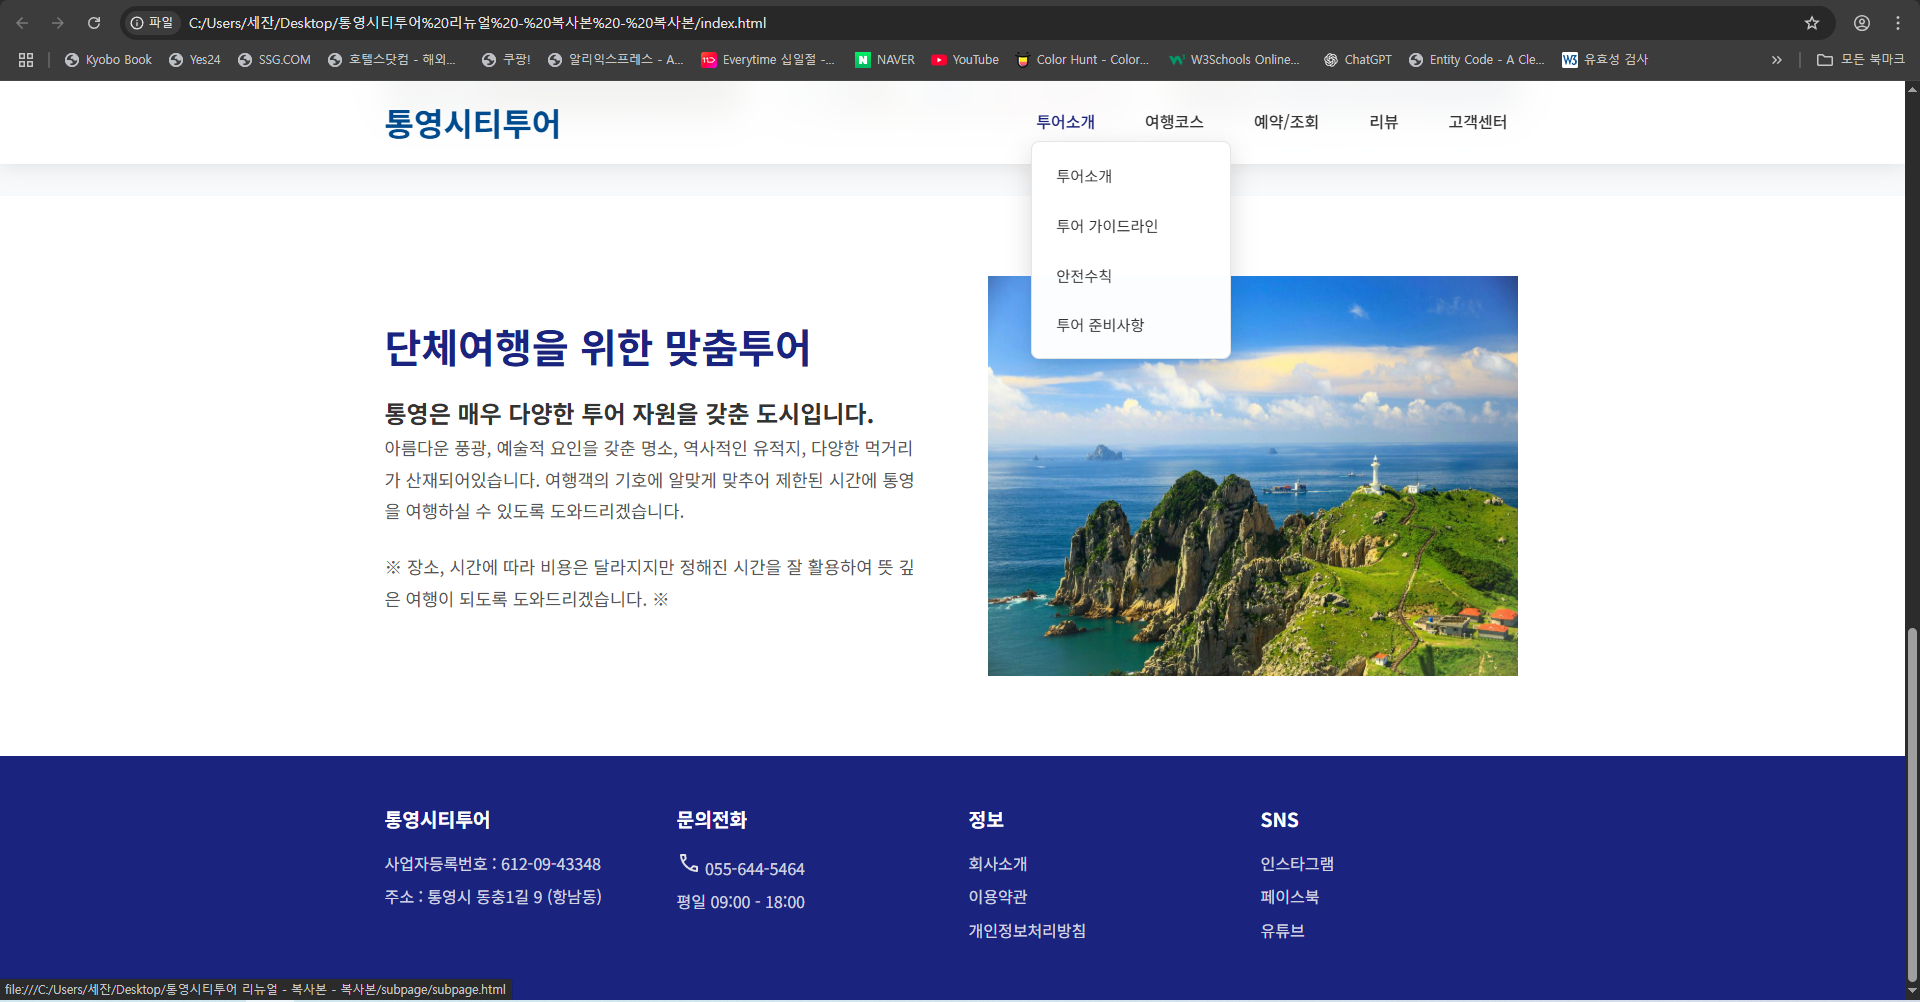 파일
C:/Users/세잔/Desktop/통영시티투어%20리뉴얼%20-%20복사본%20-%20복사본/index.html
Kyobo Book
Yes24
SSG.COM
호텔스닷컴 - 해외...
쿠팡!
알리익스프레스 - A...
Everytime 십일절 -...
NAVER
YouTube
Color Hunt - Color...
W3Schools Online...
ChatGPT
Entity Code - A Cle...
유효성 검사
모든 북마크
통영시티투어
투어소개
여행코스
예약/조회
리뷰
고객센터
투어소개
투어 가이드라인
안전수칙
투어 준비사항
단체여행을 위한 맞춤투어
통영은 매우 다양한 투어 자원을 갖춘 도시입니다.
아름다운 풍광, 예술적 요인을 갖춘 명소, 역사적인 유적지, 다양한 먹거리
가 산재되어있습니다. 여행객의 기호에 알맞게 맞추어 제한된 시간에 통영
을 여행하실 수 있도록 도와드리겠습니다.
※ 장소, 시간에 따라 비용은 달라지지만 정해진 시간을 잘 활용하여 뜻 깊
은 여행이 되도록 도와드리겠습니다. ※
통영시티투어
사업자등록번호 : 612-09-43348
주소 : 통영시 동충1길 9 (항남동)
문의전화
055-644-5464
평일 09:00 - 18:00
정보
회사소개
이용약관
개인정보처리방침
SNS
인스타그램
페이스북
유튜브
file:///C:/Users/세잔/Desktop/통영시티투어 리뉴얼 - 복사본 - 복사본/subpage/subpage.html